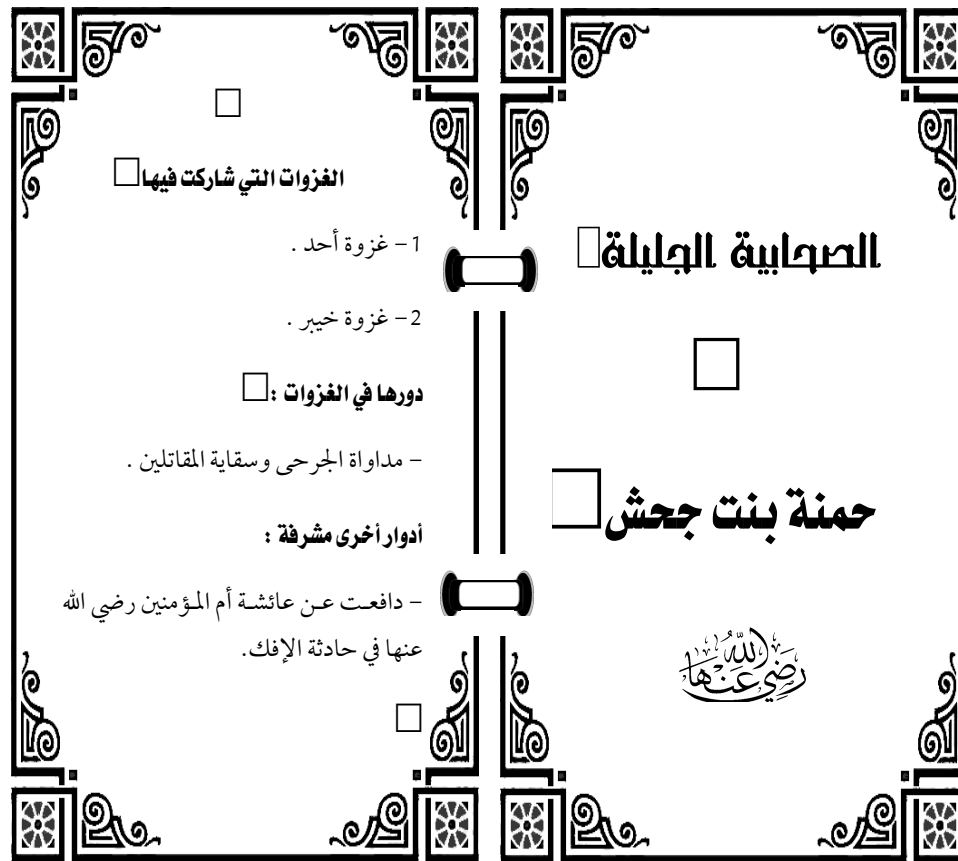 الصحابية الجليلة
حمنة بنت جحش
رضي الله عنها
الغزوات التي شاركت فيها
1- غزوة أحد .
2- غزوة خيبر .
دورها في الغزوات :
- مداواة الجرحى وسقاية المقاتلين .
أدوار أخرى مشرفة :
- دافعت عن عائشة أم المؤمنين رضي الله
عنها في حادثة الإفك.